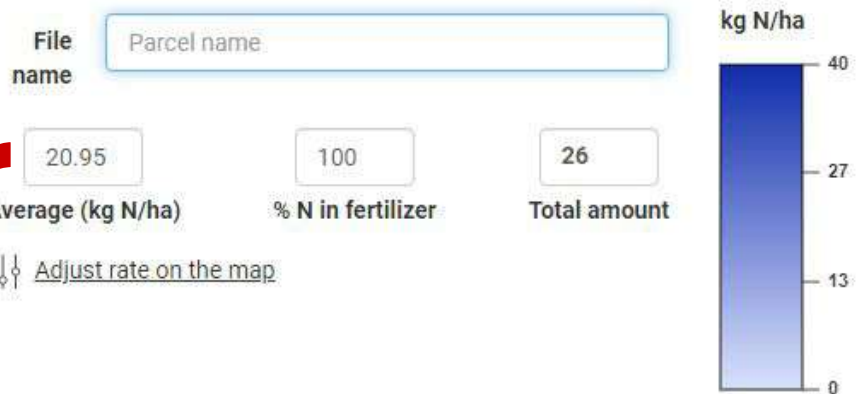 kg N/ha
File name
Parcel name
40
27
13
0
20.95
100
26
Average (kg N/ha)
% N in fertilizer
Total amount
Adjust rate on the map